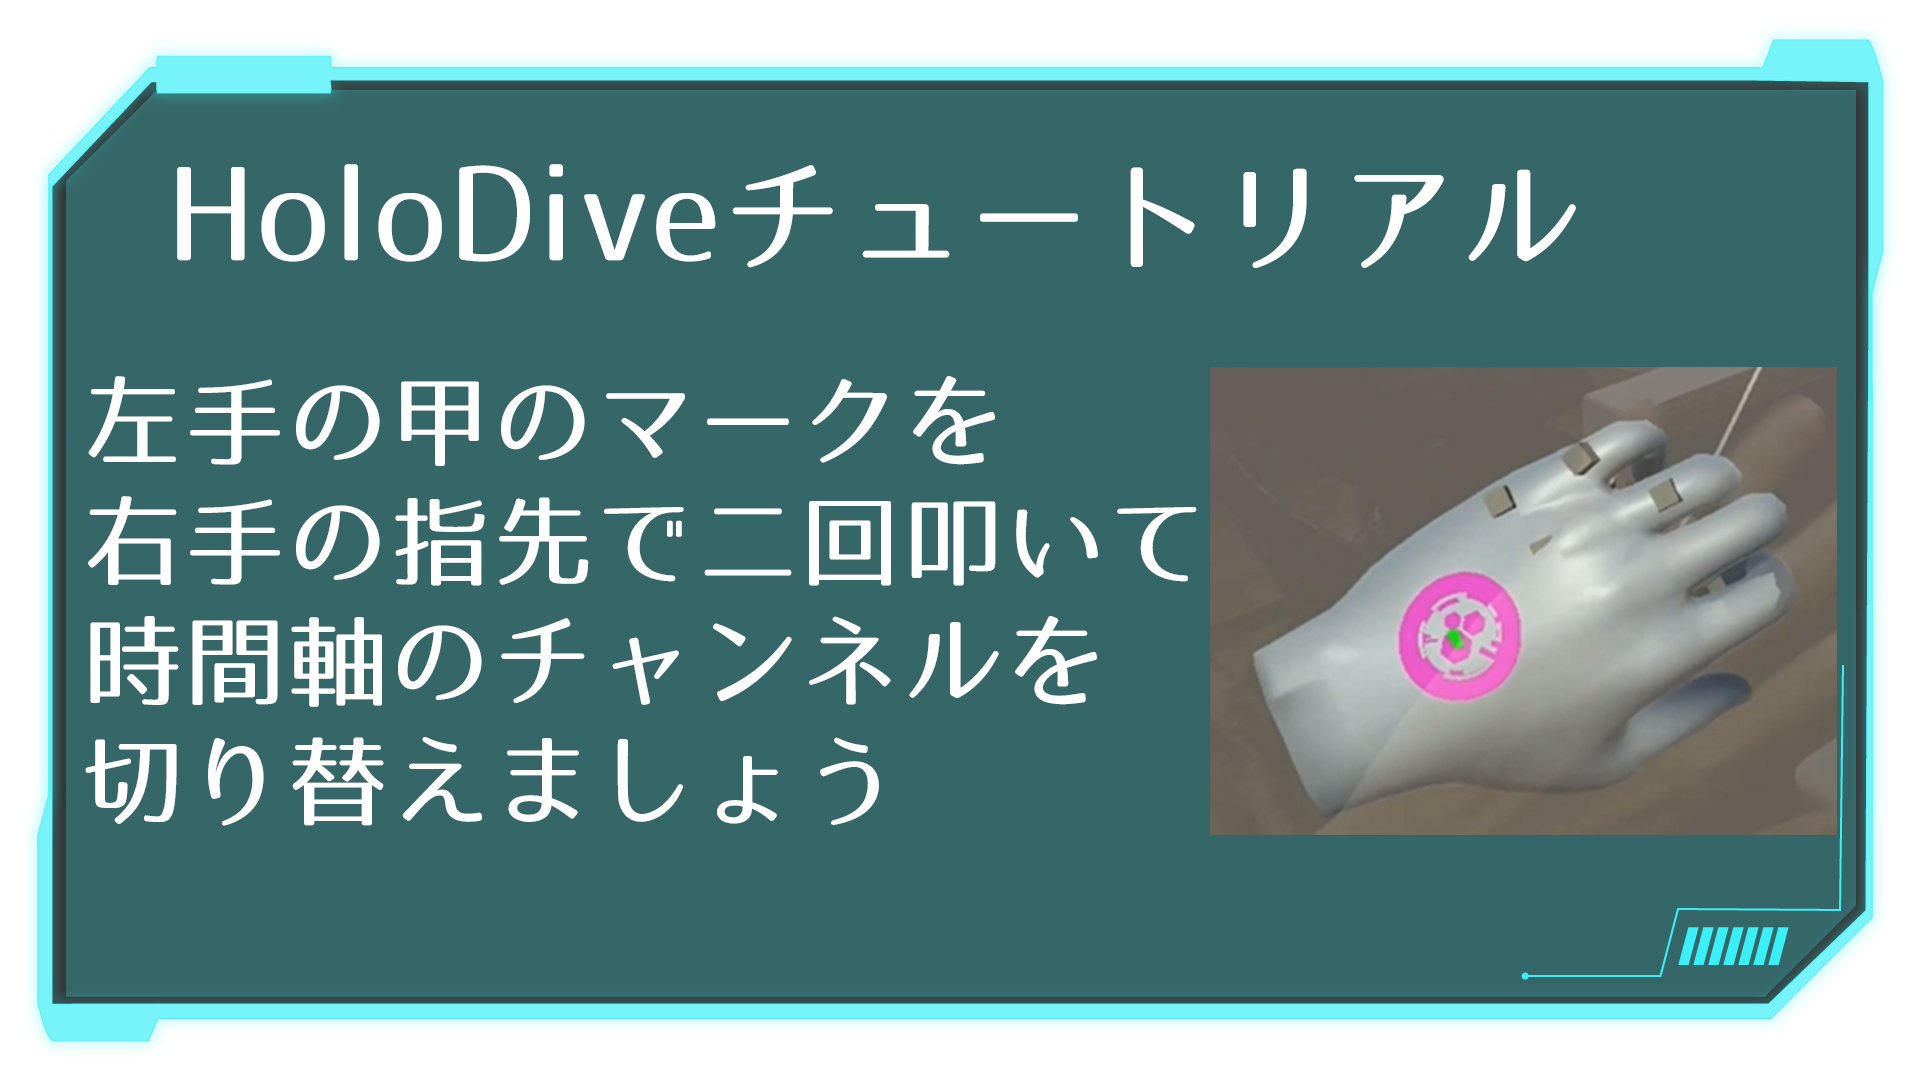 HoloDiveチュートリアル
左手の甲のマークを
右手の指先で二回叩いて
時間軸のチャンネルを
切り替えましょう